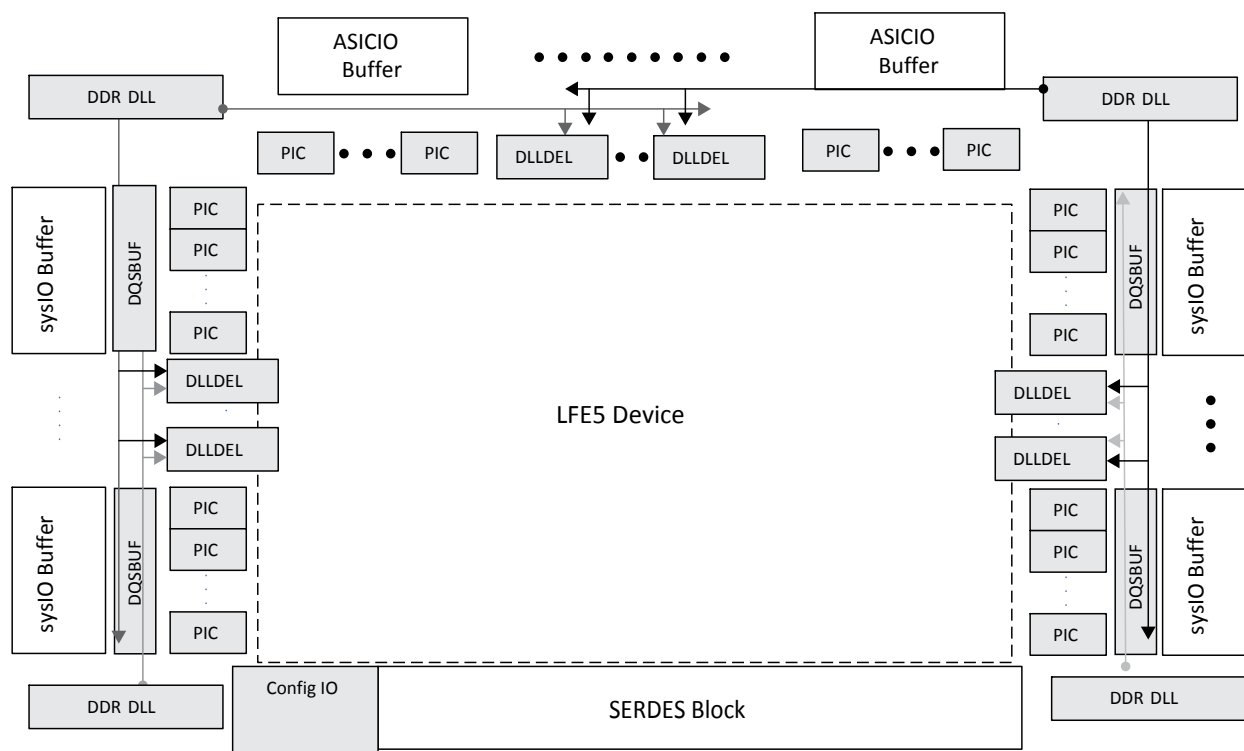 ASICIO
Buffer
ASICIO
Buffer
DDR DLL
DDR DLL
PIC
PIC
DLLDEL
DLLDEL
PIC
PIC
sysIO Buffer
DQSBUF
PIC
PIC
PIC
DLLDEL
DLLDEL
sysIO Buffer
DQSBUF
PIC
PIC
PIC
LFE5 Device
PIC
PIC
PIC
DQSBUF
sysIO Buffer
DLLDEL
DLLDEL
PIC
PIC
PIC
DQSBUF
sysIO Buffer
DDR DLL
Config IO
SERDES Block
DDR DLL